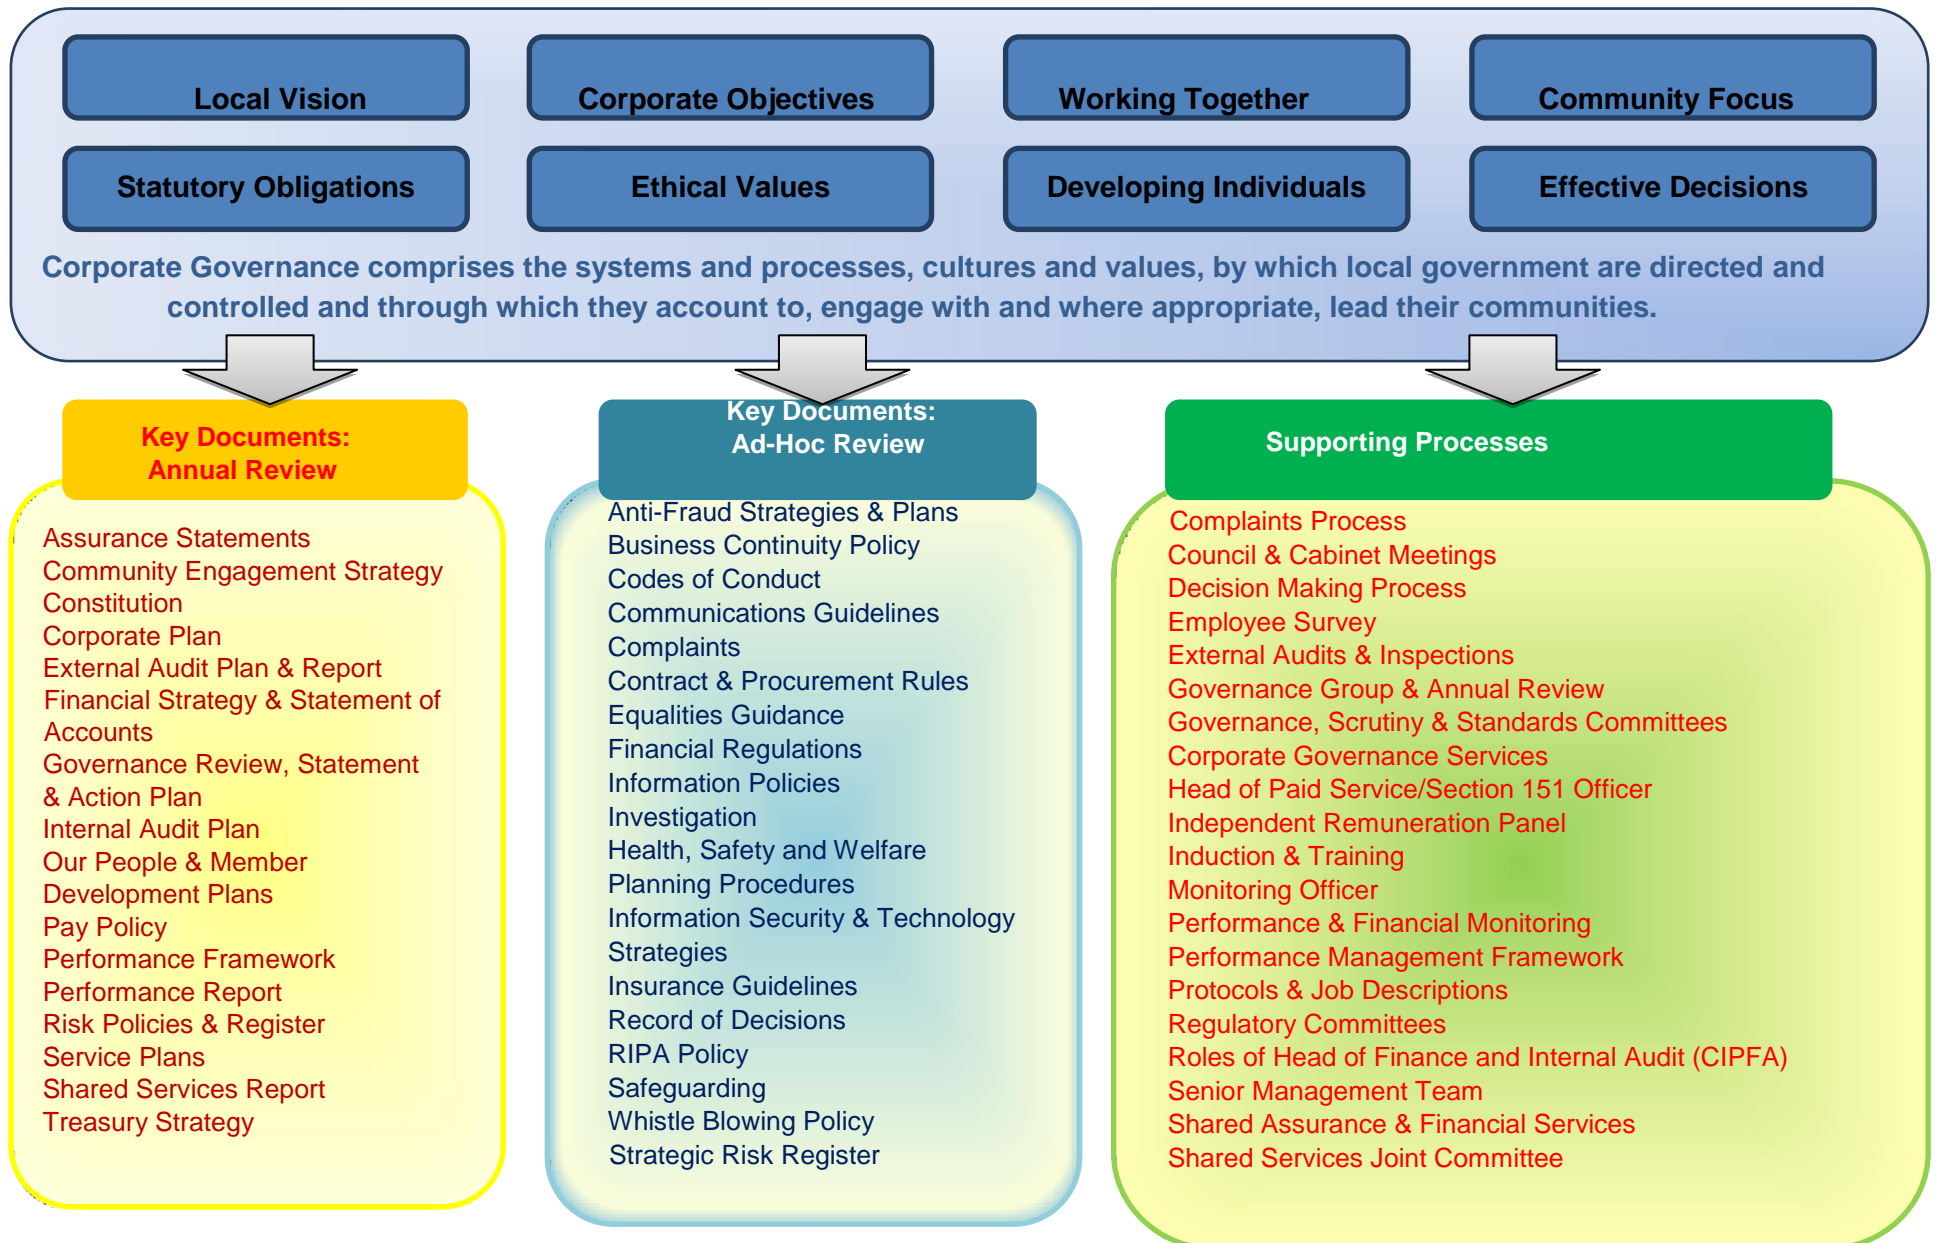 Local Vision
Corporate Objectives
Working Together
Community Focus
Statutory Obligations
Ethical Values
Developing Individuals
Effective Decisions
Corporate Governance comprises the systems and processes, cultures and values, by which local government are directed and
controlled and through which they account to, engage with and where appropriate, lead their communities.
Key Documents:
Annual Review
Assurance Statements
Community Engagement Strategy
Constitution
Corporate Plan
External Audit Plan & Report
Financial Strategy & Statement of
Accounts
Governance Review, Statement
& Action Plan
Internal Audit Plan
Our People & Member
Development Plans
Pay Policy
Performance Framework
Performance Report
Risk Policies & Register
Service Plans
Shared Services Report
Treasury Strategy
Key Documents:
Ad-Hoc Review
Anti-Fraud Strategies & Plans
Business Continuity Policy
Codes of Conduct
Communications Guidelines
Complaints
Contract & Procurement Rules
Equalities Guidance
Financial Regulations
Information Policies
Investigation
Health, Safety and Welfare
Planning Procedures
Information Security & Technology
Strategies
Insurance Guidelines
Record of Decisions
RIPA Policy
Safeguarding
Whistle Blowing Policy
Strategic Risk Register
Supporting Processes
Complaints Process
Council & Cabinet Meetings
Decision Making Process
Employee Survey
External Audits & Inspections
Governance Group & Annual Review
Governance, Scrutiny & Standards Committees
Corporate Governance Services
Head of Paid Service/Section 151 Officer
Independent Remuneration Panel
Induction & Training
Monitoring Officer
Performance & Financial Monitoring
Performance Management Framework
Protocols & Job Descriptions
Regulatory Committees
Roles of Head of Finance and Internal Audit (CIPFA)
Senior Management Team
Shared Assurance & Financial Services
Shared Services Joint Committee